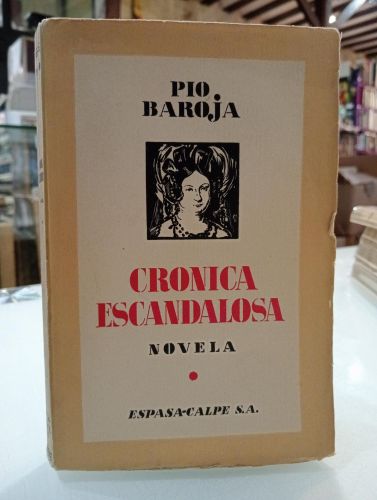 PIO
BAROJA
CRONICA
ESCANDALOSA
NOVELA
ESPASA-CALPE S.A.